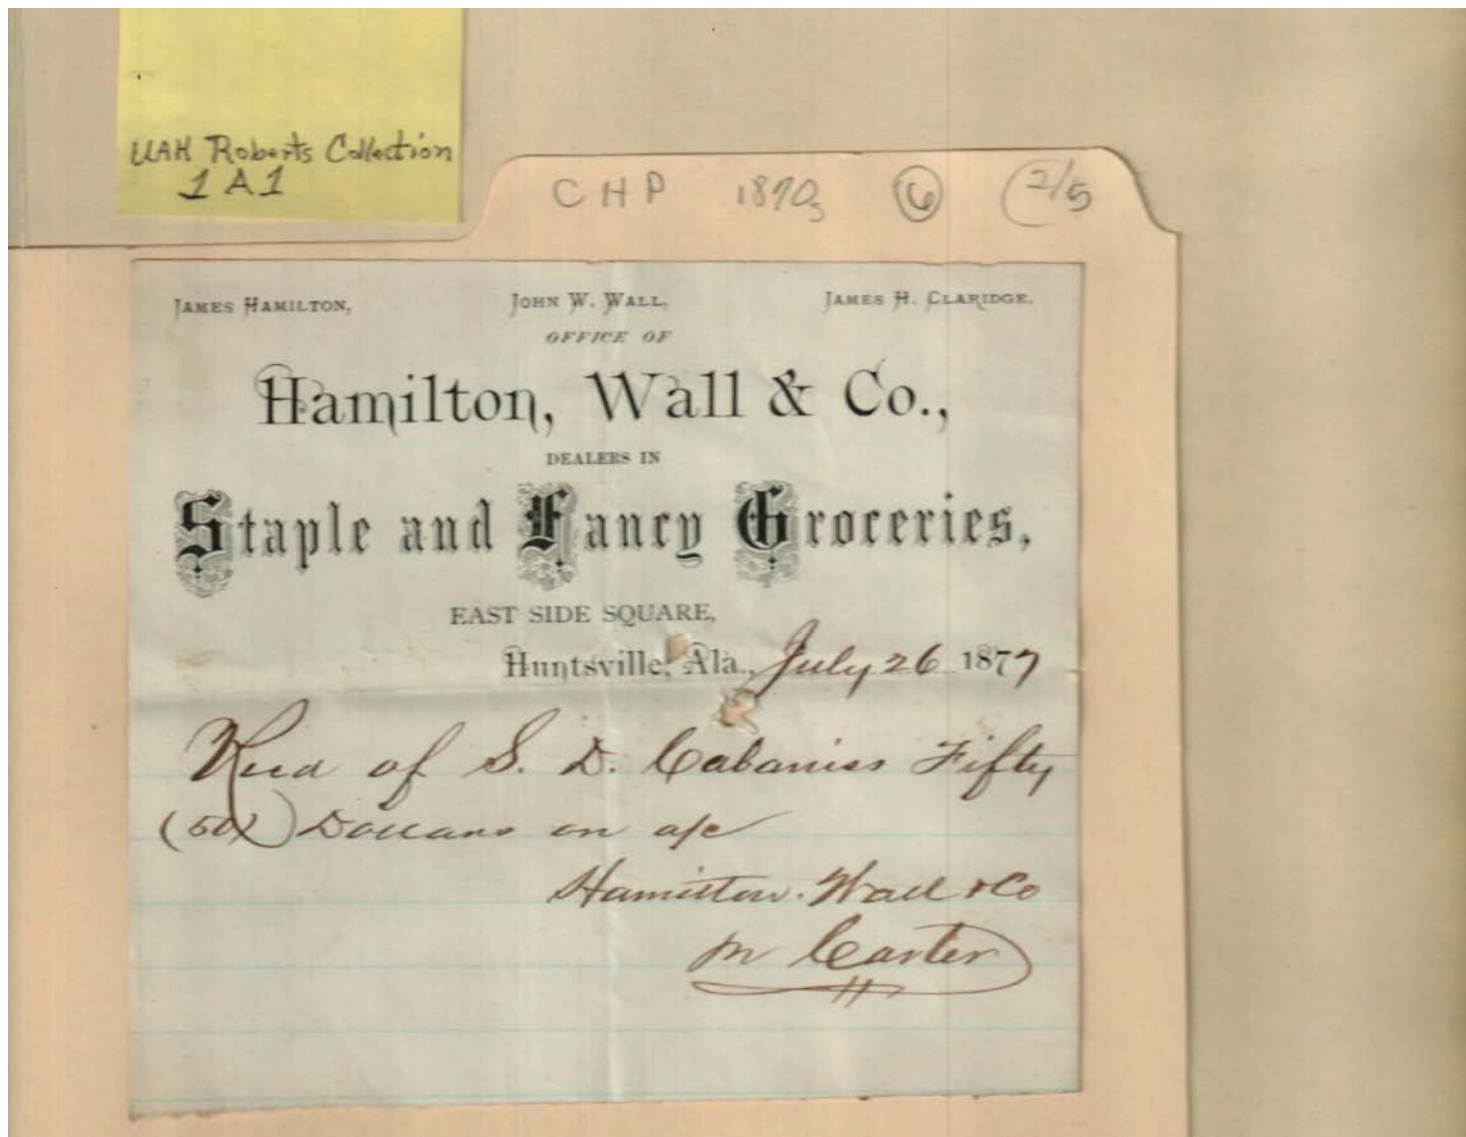 UAH Roberts Collection
1A1
CHP 1870s 6 (2/5
JAMES HAMILTON, JOHN W. WALL, JAMES H. CLARIDGE.
OFFICE OF
Hamilton, Wall & Co.,
DEALERS IN
Staple and Fancy Groceries,
EAST SIDE SQUARE,
Huntsville, Ala., July 26 1877
Recd of S. D. Cabaniss Fifty
(50) Dollars on a/c
Hamilton. Wall & Co
Carter